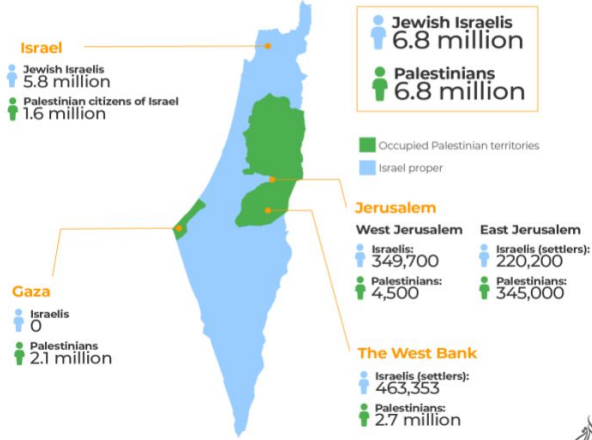 Israel
Jewish Israelis
5.8 million
Palestinian citizens of Israel
1.6 million
Jewish Israelis
6.8 million
Palestinians
6.8 million
Occupied Palestinian territories
Israel proper
Jerusalem
West Jerusalem
Israelis:
349,700
Palestinians:
4,500
East Jerusalem
Israelis (settlers):
220,200
Palestinians:
345,000
Gaza
Israelis
0
Palestinians
2.1 million
The West Bank
Israelis (settlers):
463,353
Palestinians:
2.7 million